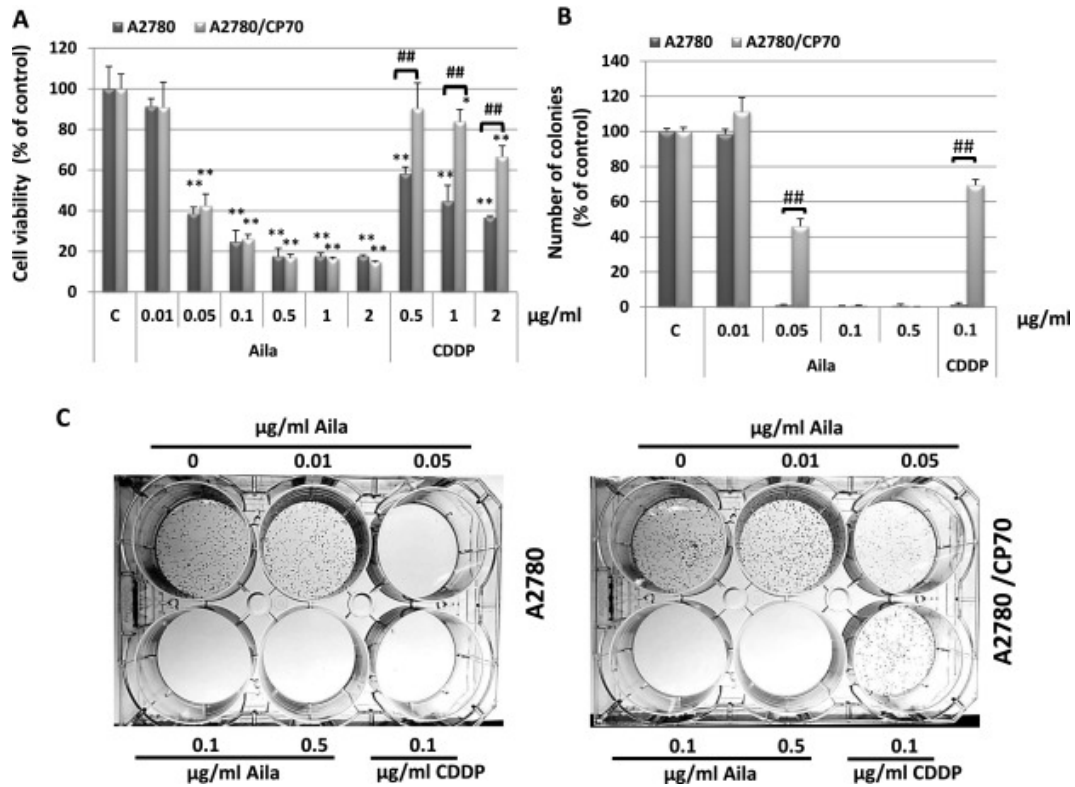 A
A2780 A2780/CP70
Cell viability (% of control)
120
100
80
60
40
20
0
## ## ##
*
** ** ** ** ** ** ** ** ** ** ** ** ** **
C 0.01 0.05 0.1 0.5 1 2 0.5 1 2 µg/ml
Aila CDDP
B
A2780 A2780/CP70
Number of colonies
(% of control)
140
120
100
80
60
40
20
0
## ##
C 0.01 0.05 0.1 0.5 0.1 µg/ml
Aila CDDP
C
µg/ml Aila
0 0.01 0.05
A2780
0.1 0.5 0.1
µg/ml Aila µg/ml CDDP
µg/ml Aila
0 0.01 0.05
A2780 /CP70
0.1 0.5 0.1
µg/ml Aila µg/ml CDDP